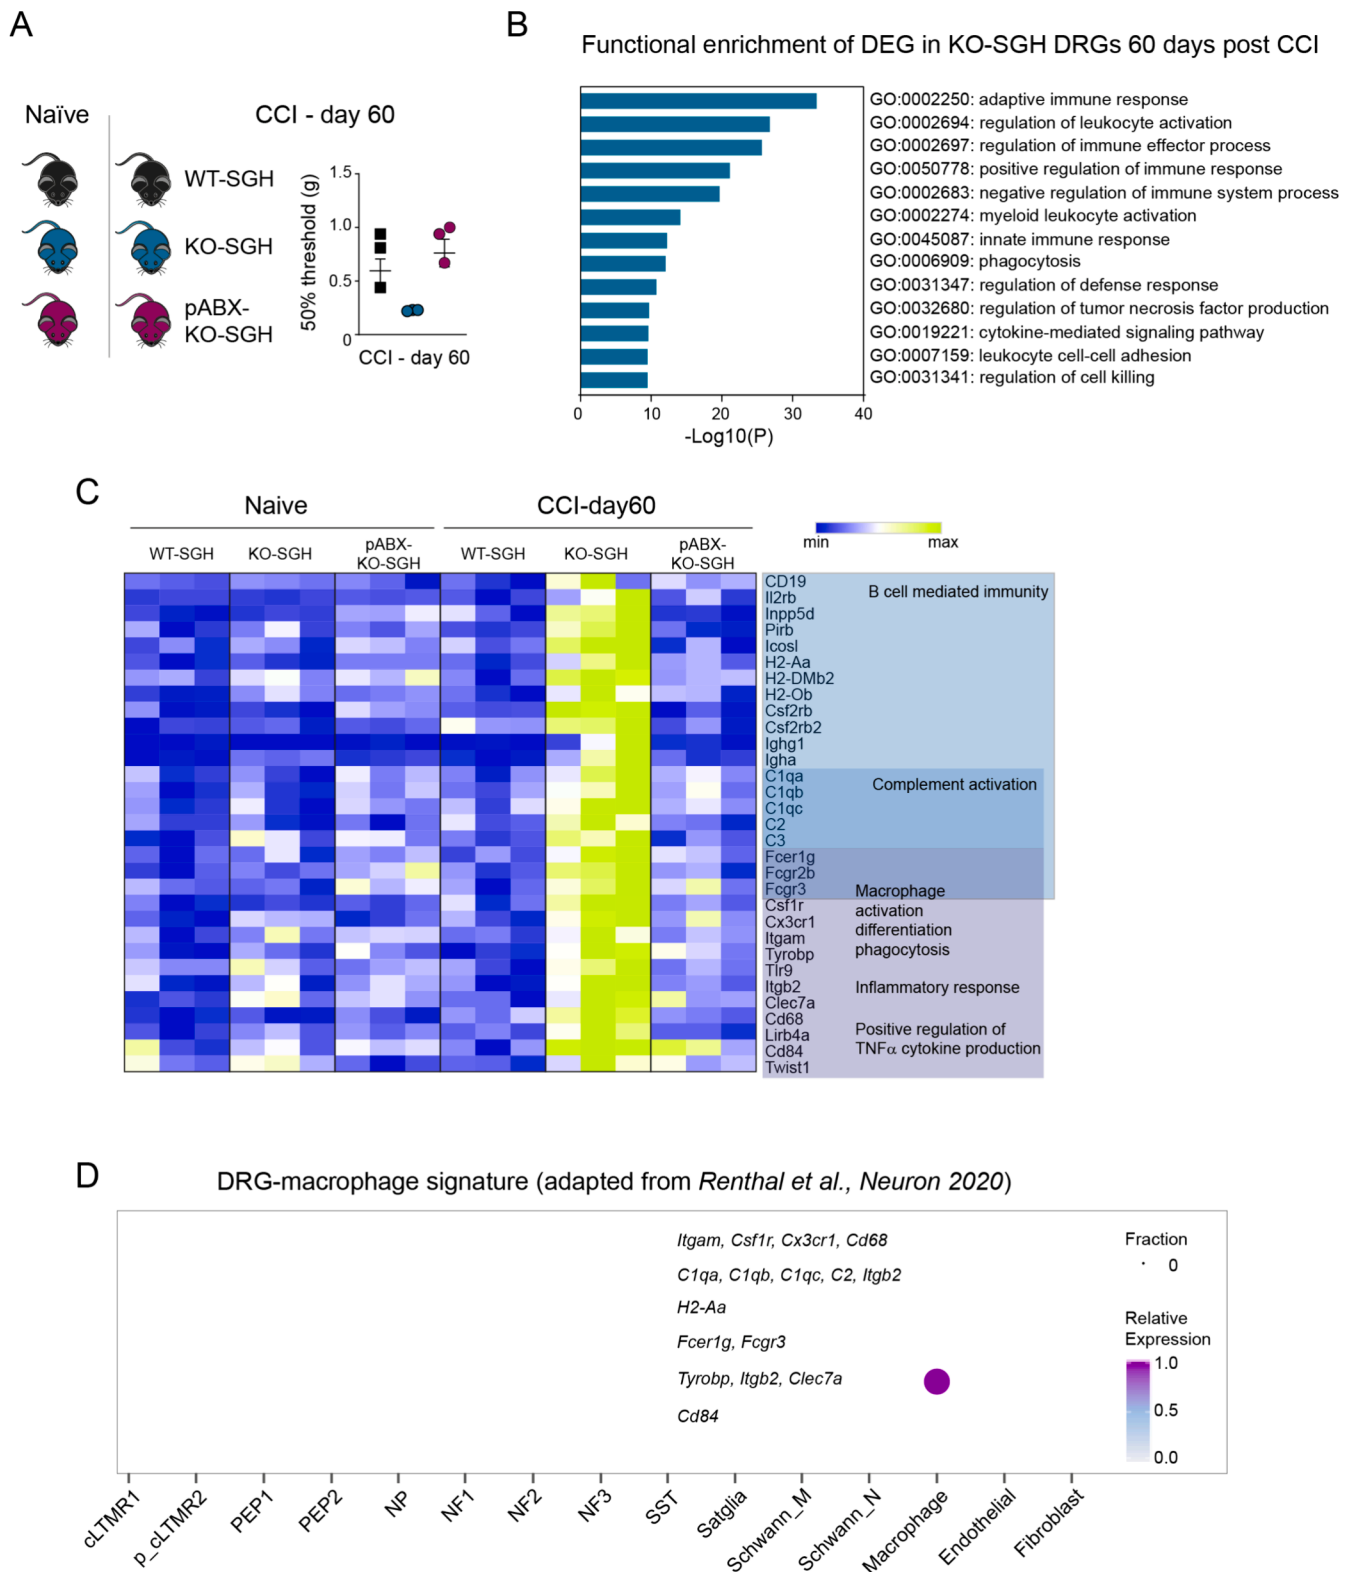 A
Naïve
CCI - day 60
WT-SGH
KO-SGH
pABX-
KO-SGH
50% threshold (g)
1.5
1.0
0.5
0
CCI - day 60
B
Functional enrichment of DEG in KO-SGH DRGs 60 days post CCI
GO:0002250: adaptive immune response
GO:0002694: regulation of leukocyte activation
GO:0002697: regulation of immune effector process
GO:0050778: positive regulation of immune response
GO:0002683: negative regulation of immune system process
GO:0002274: myeloid leukocyte activation
GO:0045087: innate immune response
GO:0006909: phagocytosis
GO:0031347: regulation of defense response
GO:0032680: regulation of tumor necrosis factor production
GO:0019221: cytokine-mediated signaling pathway
GO:0007159: leukocyte cell-cell adhesion
GO:0031341: regulation of cell killing
0 10 20 30 40
-Log10(P)
C
Naive
CCI-day60
WT-SGH
KO-SGH
pABX-
KO-SGH
WT-SGH
KO-SGH
pABX-
KO-SGH
min
max
CD19
Il2rb
Inpp5d
Pirb
Icosl
H2-Aa
H2-DMb2
H2-Ob
Csf2rb
Csf2rb2
Ighg1
Igha
C1qa
C1qb
C1qc
C2
C3
Fcer1g
Fcgr2b
Fcgr3
Csf1r
Cx3cr1
Itgam
Tyrobp
Tlr9
Itgb2
Clec7a
Cd68
Lirb4a
Cd84
Twist1
B cell mediated immunity
Complement activation
Macrophage
activation
differentiation
phagocytosis
Inflammatory response
Positive regulation of
TNFα cytokine production
D
DRG-macrophage signature (adapted from Renthal et al., Neuron 2020)
Itgam, Csf1r, Cx3cr1, Cd68
C1qa, C1qb, C1qc, C2, Itgb2
H2-Aa
Fcer1g, Fcgr3
Tyrobp, Itgb2, Clec7a
Cd84
Fraction
0
Relative
Expression
1.0
0.5
0.0
cLTMR1
p_cLTMR2
PEP1
PEP2
NP
NF1
NF2
NF3
SST
Satglia
Schwann_M
Schwann_N
Macrophage
Endothelial
Fibroblast